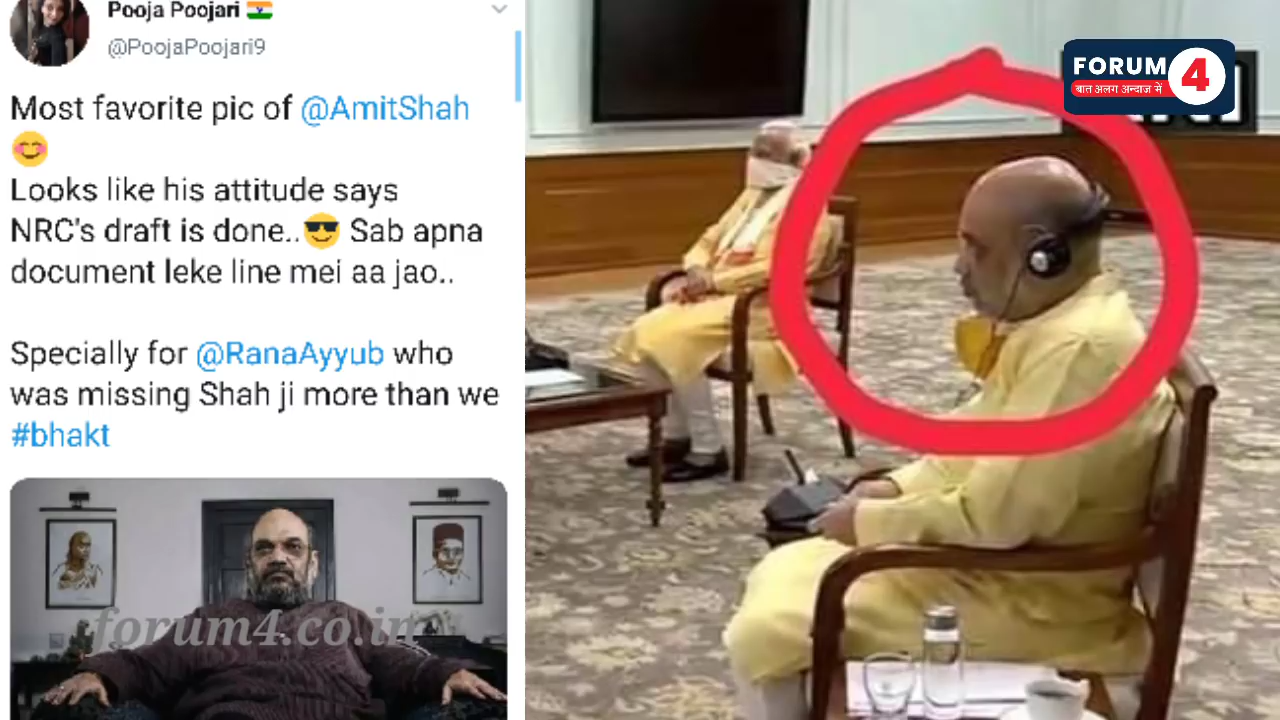 Pooja Poojari 🇮🇳
@PoojaPoojari9
Most favorite pic of @AmitShah
😊
Looks like his attitude says
NRC's draft is done..😎 Sab apna
document leke line mei aa jao..
Specially for @RanaAyyub who
was missing Shah ji more than we
#bhakt
forum4.co.in
FORUM 4
बात अलग अन्दाज में